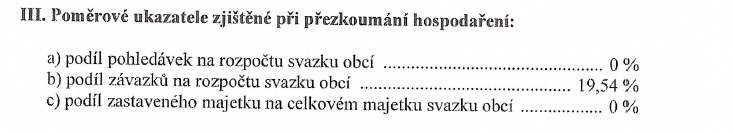 III. Poměrové ukazatele zjištěné při přezkoumání hospodaření:
a) podíl pohledávek na rozpočtu svazku obcí ................................................ 0 %
b) podíl závazků na rozpočtu svazku obcí .............................................. 19,54 %
c) podíl zastaveného majetku na celkovém majetku svazku obcí .................. 0 %